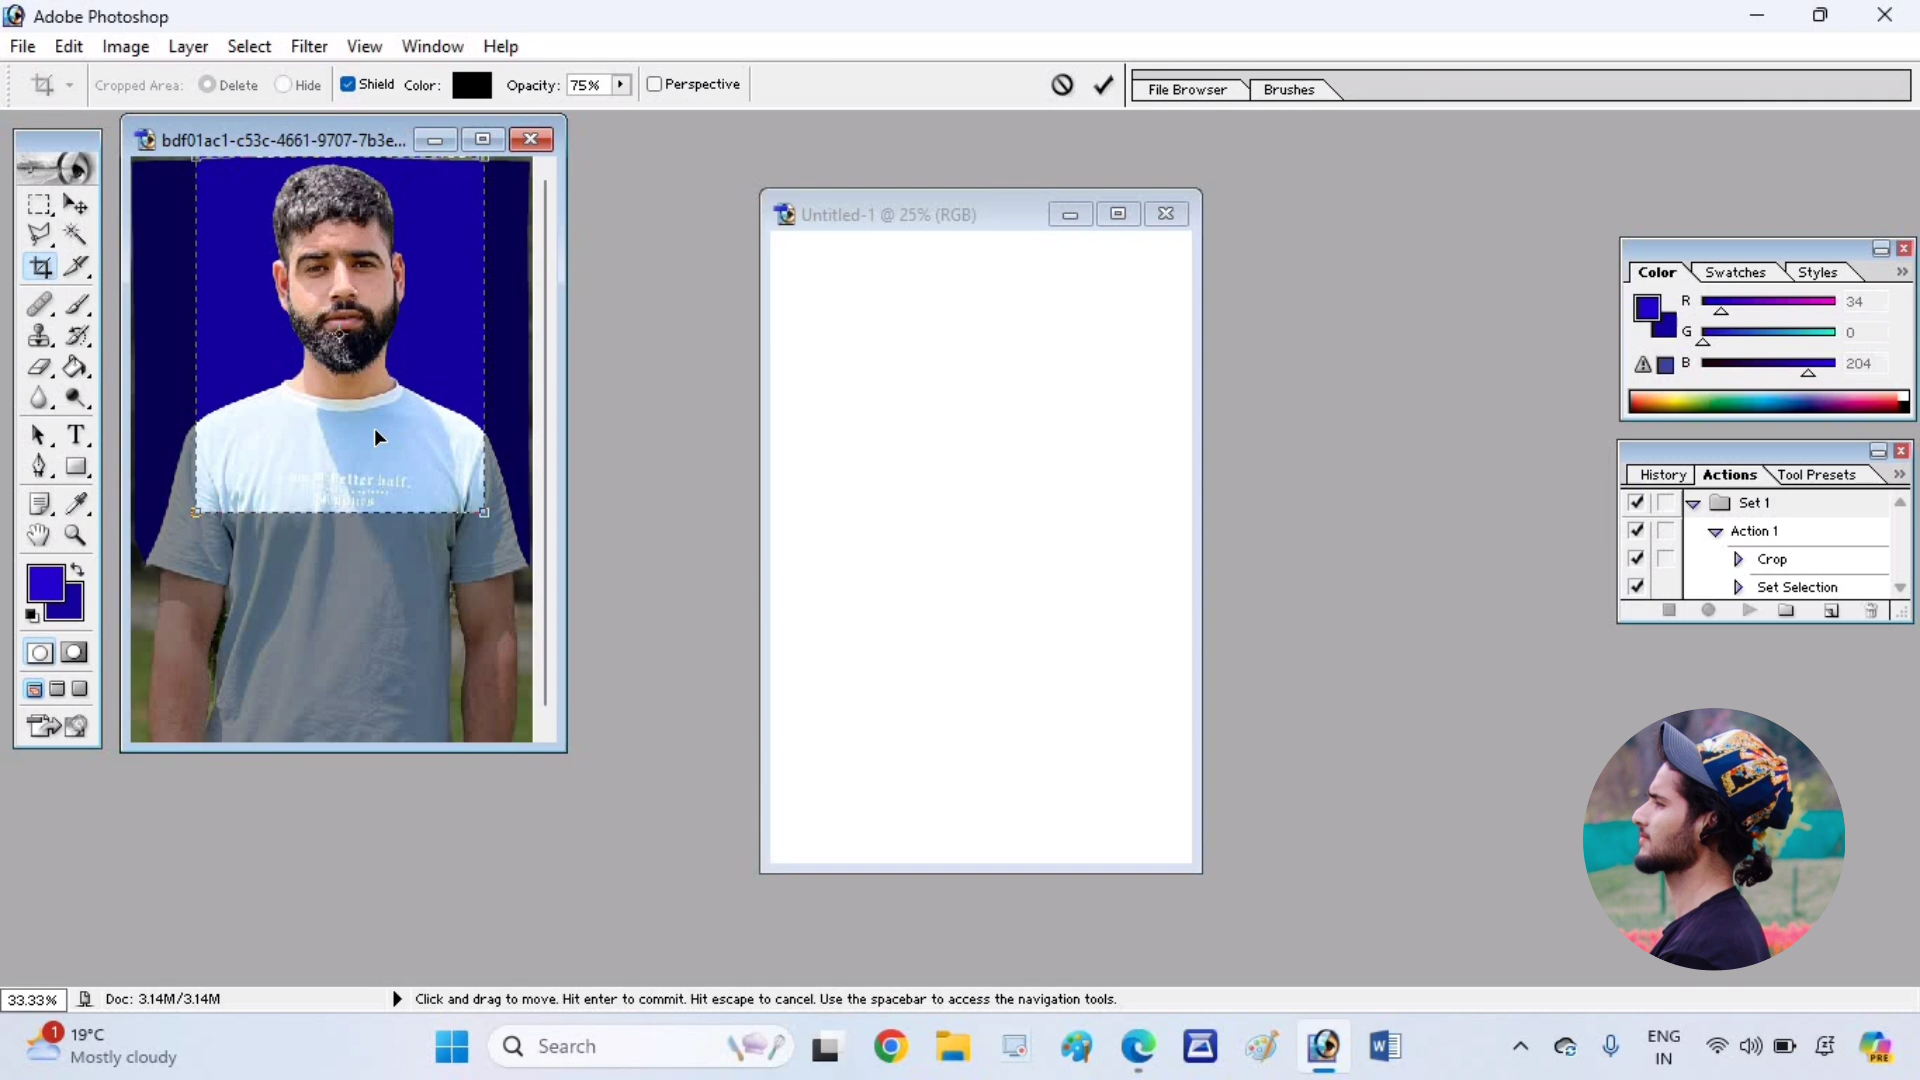 Adobe Photoshop
File Edit Image Layer Select Filter View Window Help
Cropped Area: Delete Hide Shield Color: Opacity: 75% Perspective File Browser Brushes
bdf01ac1-c53c-4661-9707-7b3e...
Untitled-1 @ 25% (RGB)
Color Swatches Styles
R 34
G 0
B 204
etter half.
History Actions Tool Presets
Set 1
Action 1
Crop
Set Selection
33.33% Doc: 3.14M/3.14M Click and drag to move. Hit enter to commit. Hit escape to cancel. Use the spacebar to access the navigation tools.
1 19°C
Mostly cloudy
Search
ENG
IN
PRE